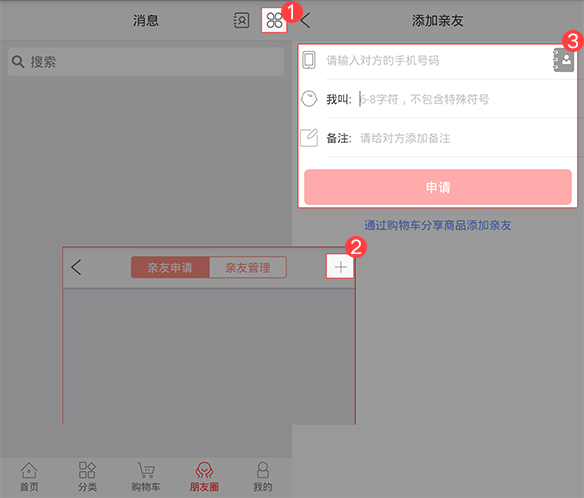 消息
1
搜索
2
亲友申请 亲友管理
首页 分类 购物车 朋友圈 我的
添加亲友
3
请输入对方的手机号码
我叫: 6-8字符，不包含特殊符号
备注: 请给对方添加备注
申请
通过购物车分享商品添加亲友